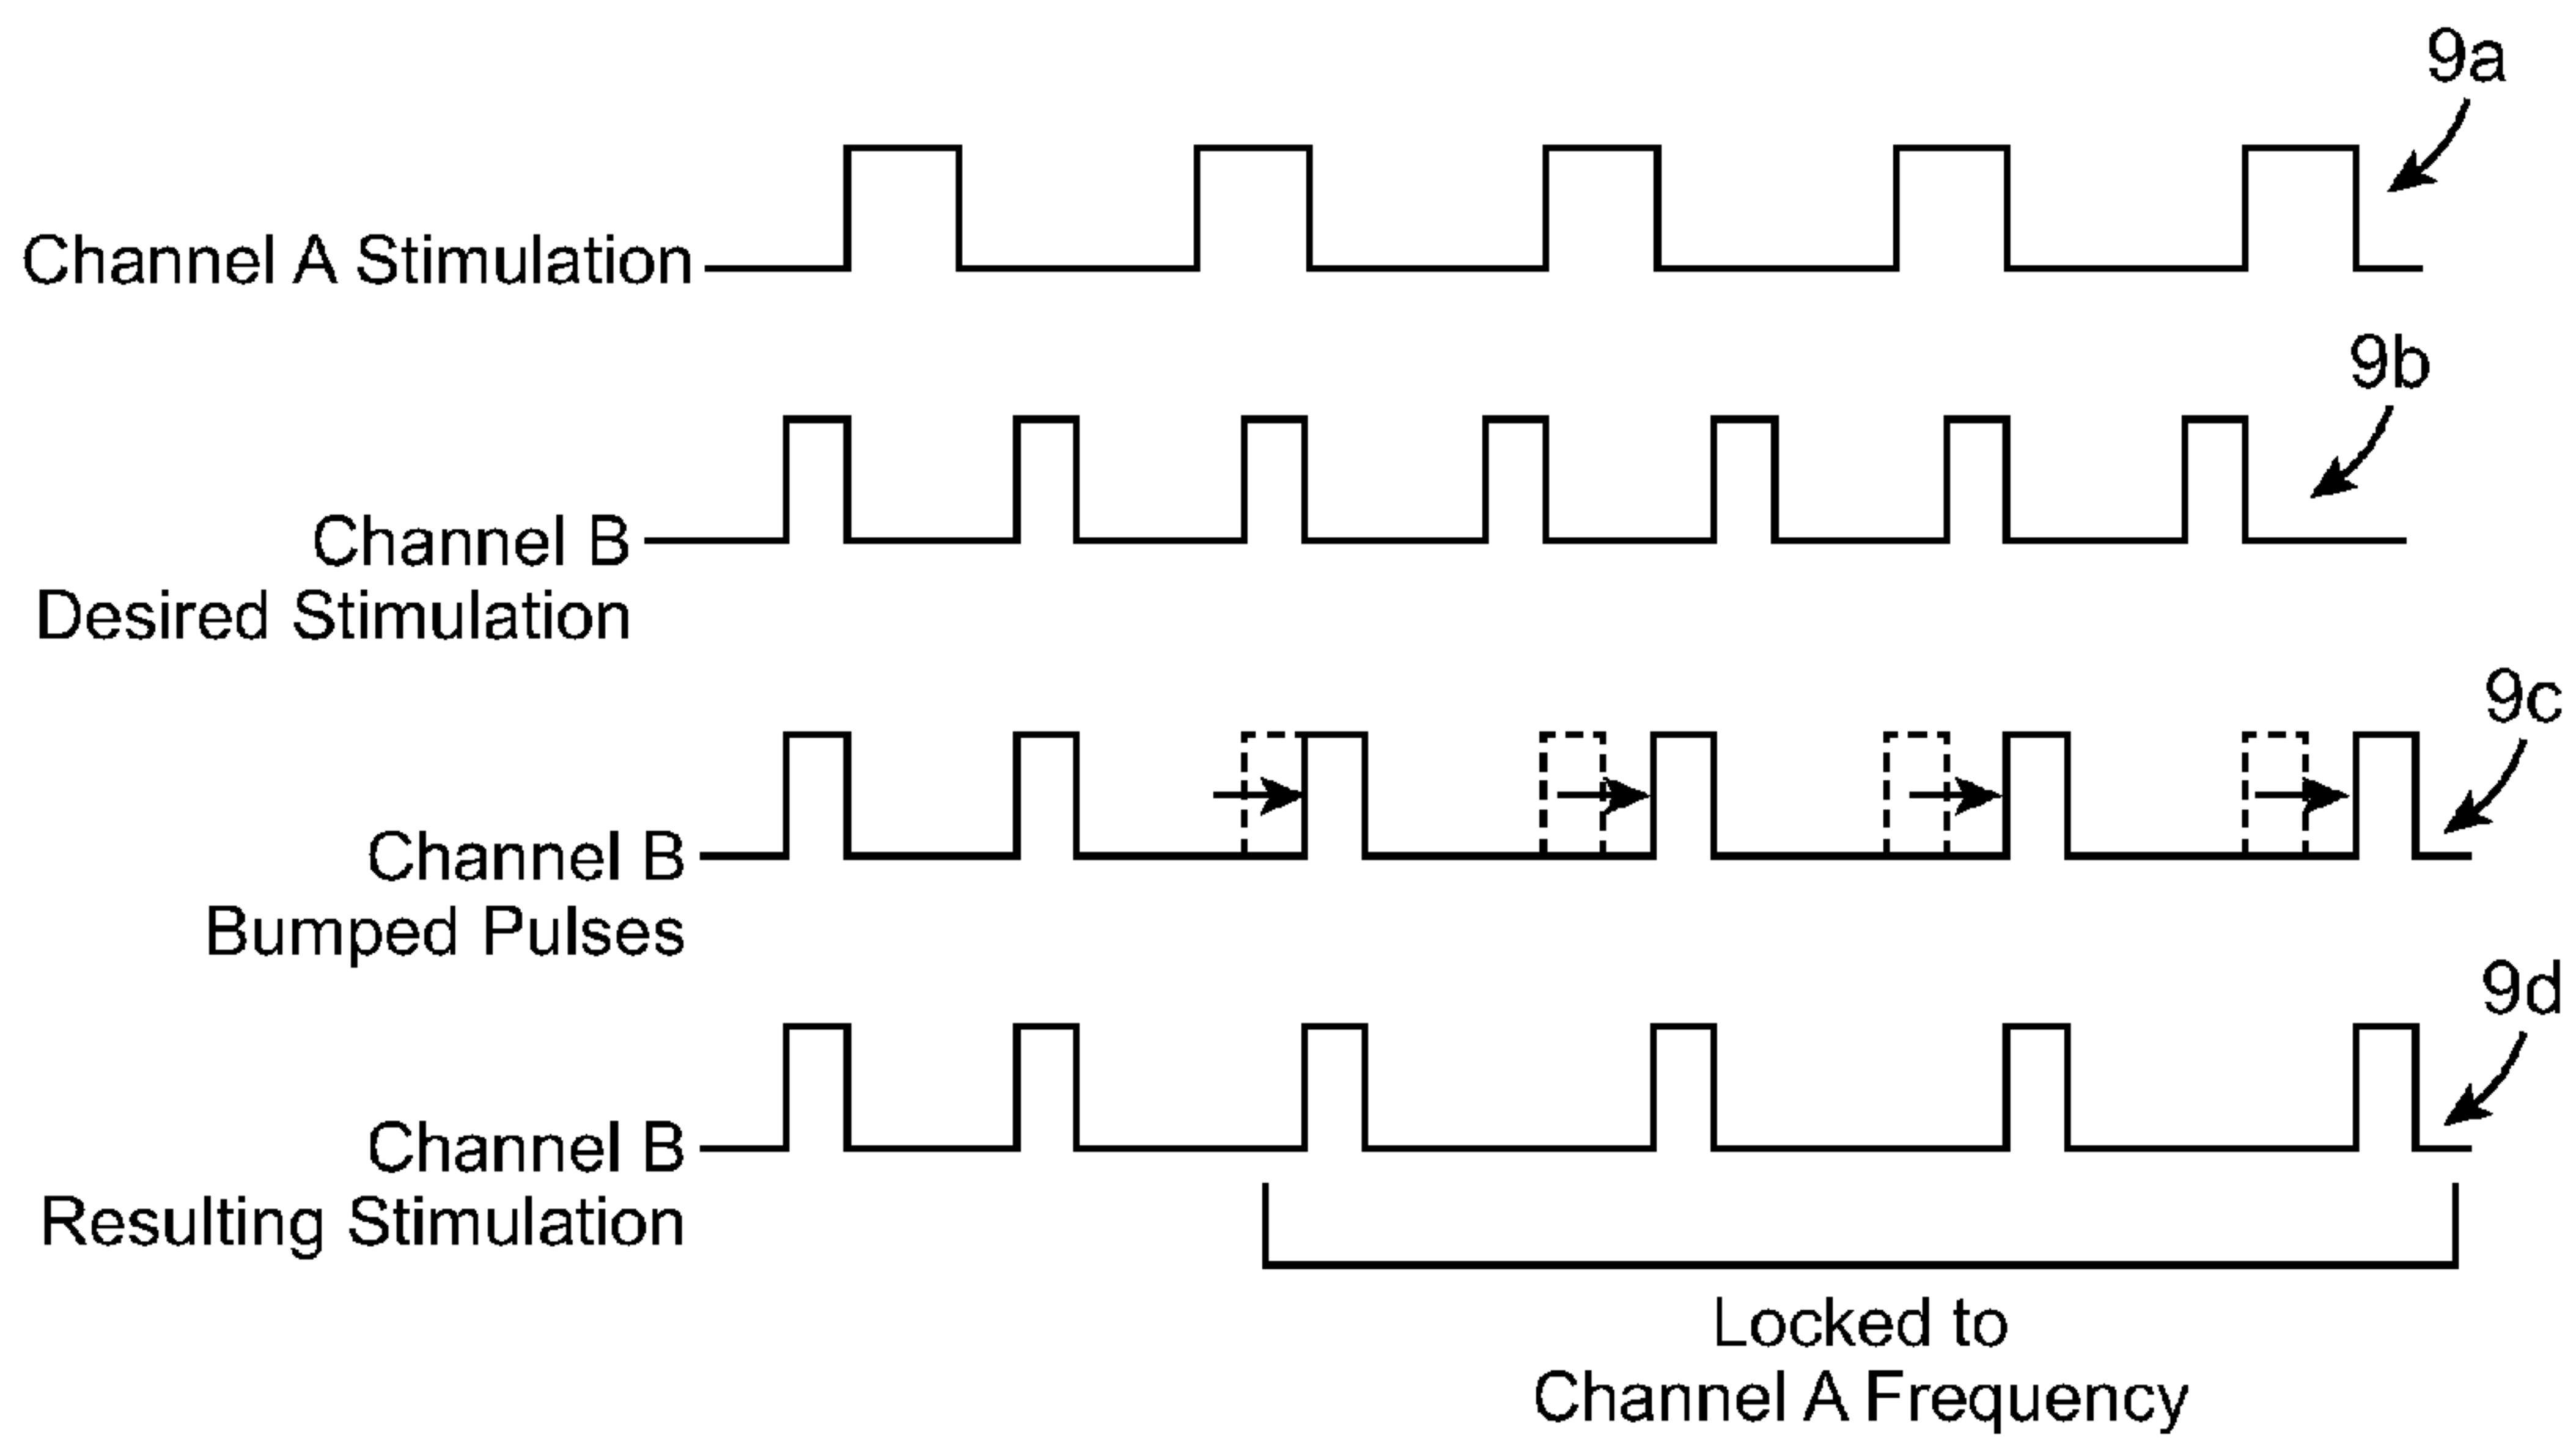 9a
Channel A Stimulation
9b
Channel B
Desired Stimulation
9c
Channel B
Bumped Pulses
9d
Channel B
Resulting Stimulation
Locked to
Channel A Frequency